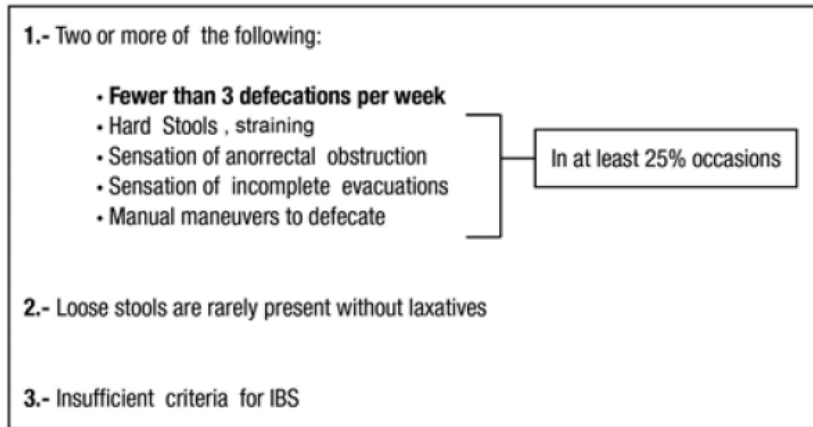 1.- Two or more of the following:
• Fewer than 3 defecations per week
• Hard Stools , straining
• Sensation of anorrectal obstruction
• Sensation of incomplete evacuations
• Manual maneuvers to defecate
In at least 25% occasions
2.- Loose stools are rarely present without laxatives
3.- Insufficient criteria for IBS